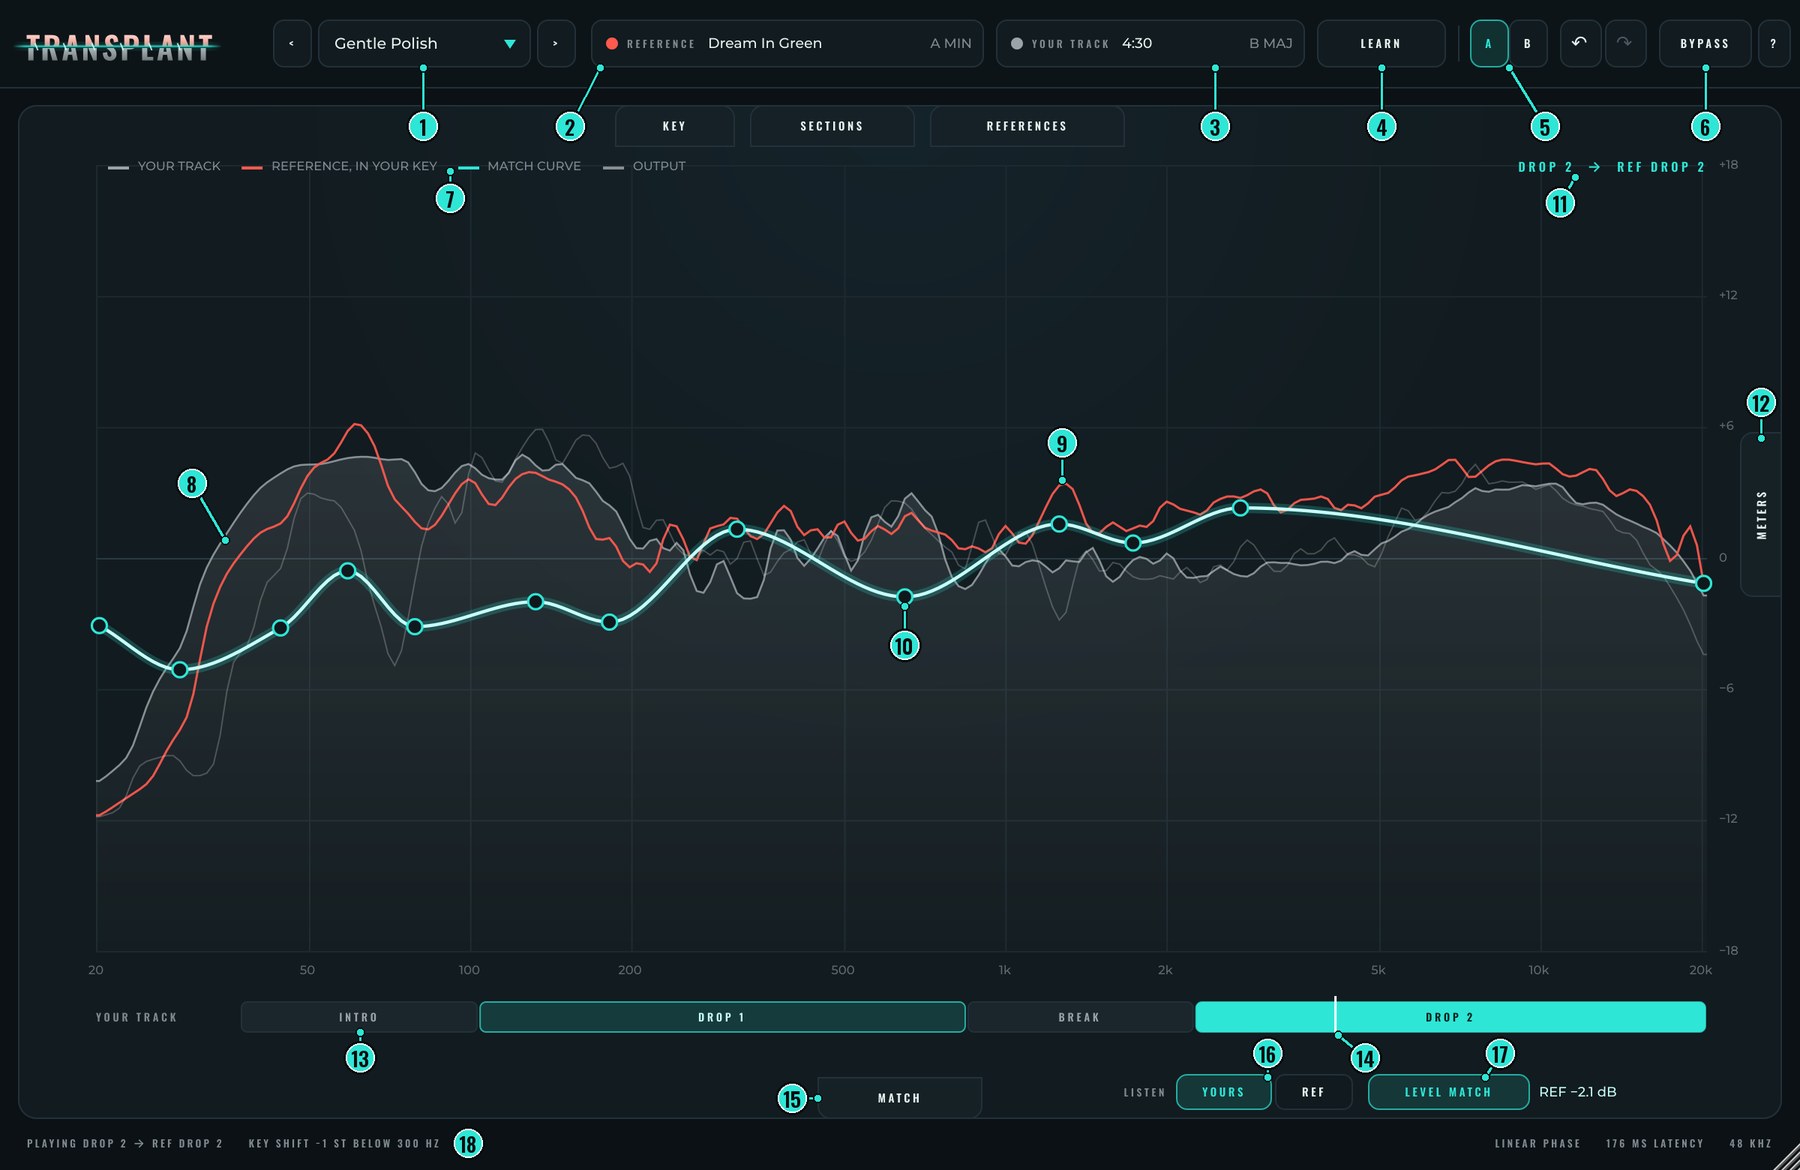 TRANSPLANT < Gentle Polish > REFERENCE Dream In Green A MIN YOUR TRACK 4:30 B MAJ LEARN A B BYPASS ?
1 2 KEY SECTIONS REFERENCES 3 4 5 6
YOUR TRACK REFERENCE, IN YOUR KEY MATCH CURVE OUTPUT DROP 2 → REF DROP 2 +18
7 11
+12
12
+6
9
8
METERS
0
10
−6
−12
−18
20 50 100 200 500 1k 2k 5k 10k 20k
YOUR TRACK INTRO DROP 1 BREAK DROP 2
13 16 14 17
15 MATCH LISTEN YOURS REF LEVEL MATCH REF −2.1 dB
PLAYING DROP 2 → REF DROP 2 KEY SHIFT -1 ST BELOW 300 HZ 18 LINEAR PHASE 176 MS LATENCY 48 KHZ